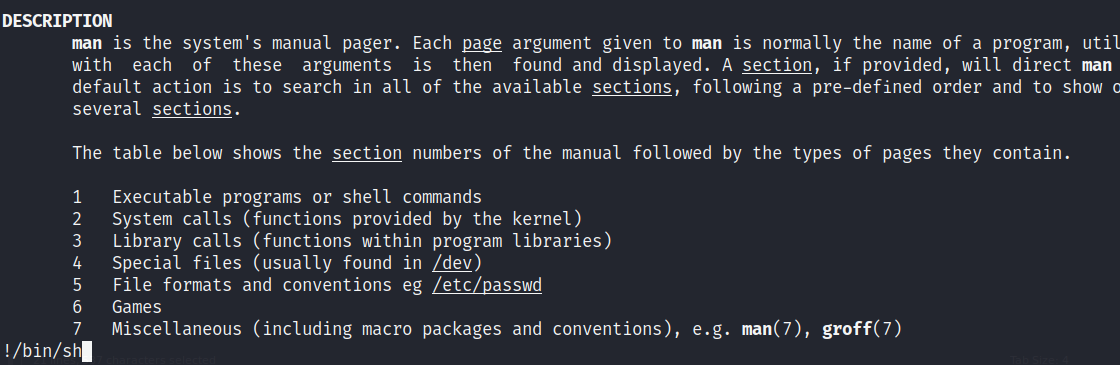 DESCRIPTION
man is the system's manual pager. Each page argument given to man is normally the name of a program, util
with each of these arguments is then found and displayed. A section, if provided, will direct man
default action is to search in all of the available sections, following a pre-defined order and to show o
several sections.
The table below shows the section numbers of the manual followed by the types of pages they contain.
1 Executable programs or shell commands
2 System calls (functions provided by the kernel)
3 Library calls (functions within program libraries)
4 Special files (usually found in /dev)
5 File formats and conventions eg /etc/passwd
6 Games
7 Miscellaneous (including macro packages and conventions), e.g. man(7), groff(7)
!/bin/sh